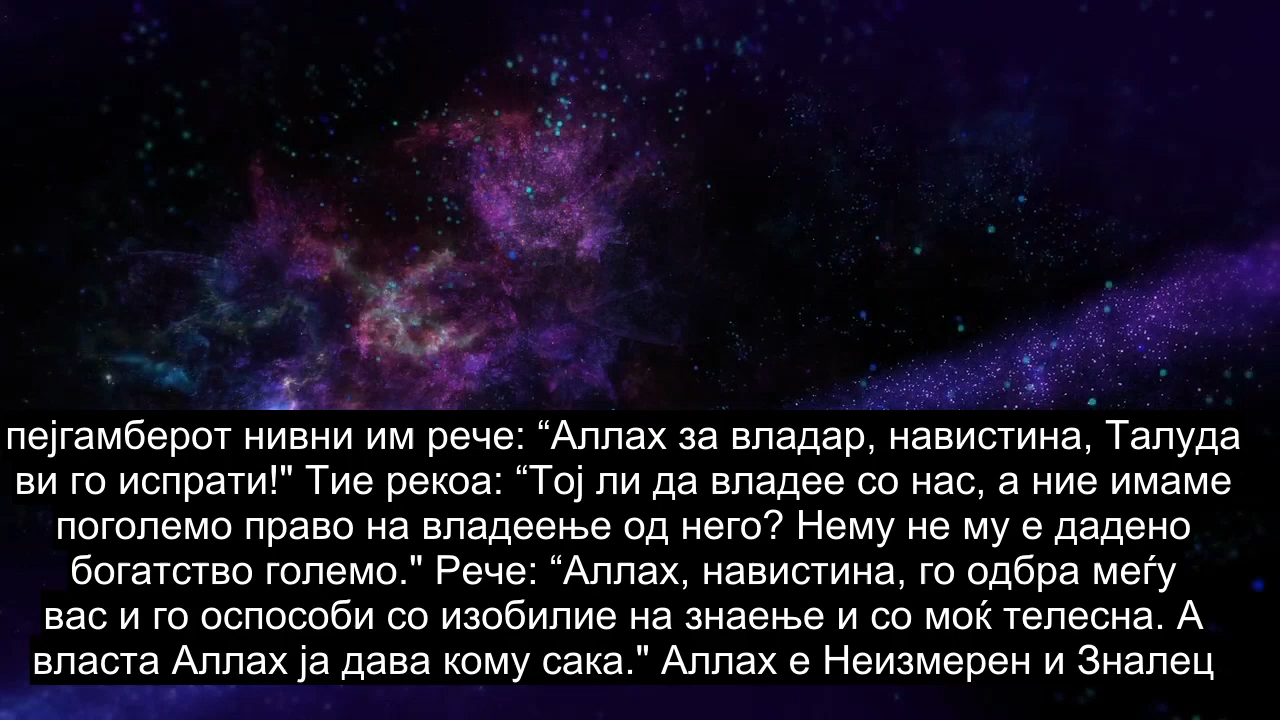 пејгамберот нивни им рече: “Аллах за владар, навистина, Талуда
ви го испрати!" Тие рекоа: “Тој ли да владее со нас, а ние имаме
поголемо право на владеење од него? Нему не му е дадено
богатство големо." Рече: “Аллах, навистина, го одбра меѓу
вас и го оспособи со изобилие на знаење и со моќ телесна. А
власта Аллах ја дава кому сака." Аллах е Неизмерен и Зналец